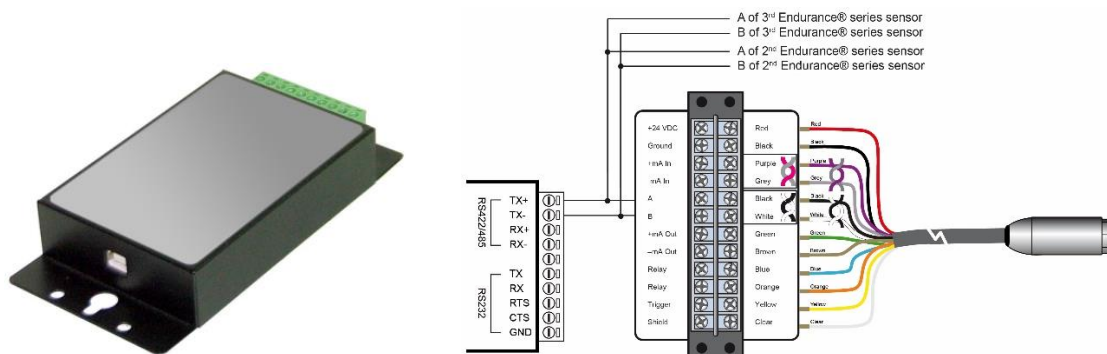 A of 3rd Endurance® series sensor
B of 3rd Endurance® series sensor
A of 2nd Endurance® series sensor
B of 2nd Endurance® series sensor
+24 VDC
Ground
+mA In
-mA In
A
B
+mA Out
–mA Out
Relay
Relay
Trigger
Shield
Red
Black
Purple
Grey
Black
White
Green
Brown
Blue
Orange
Yellow
Clear
Red
Black
Purple
Grey
Black
White
Green
Brown
Blue
Orange
Yellow
Clear
RS422/485
TX+
TX-
RX+
RX-
RS232
TX
RX
RTS
CTS
GND